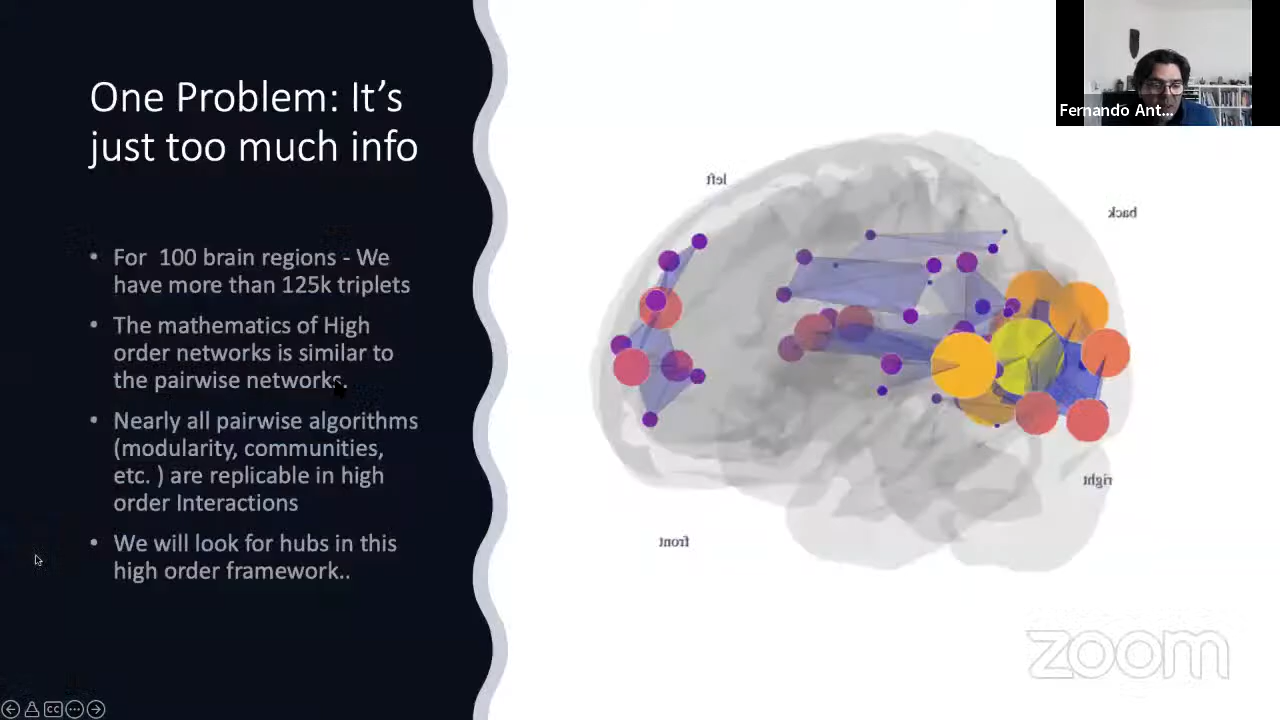 One Problem: It's
just too much info
• For 100 brain regions - We
have more than 125k triplets
• The mathematics of High
order networks is similar to
the pairwise networks.
• Nearly all pairwise algorithms
(modularity, communities,
etc. ) are replicable in high
order Interactions
• We will look for hubs in this
high order framework..
left
back
right
front
Fernando Ant...
zoom
CC